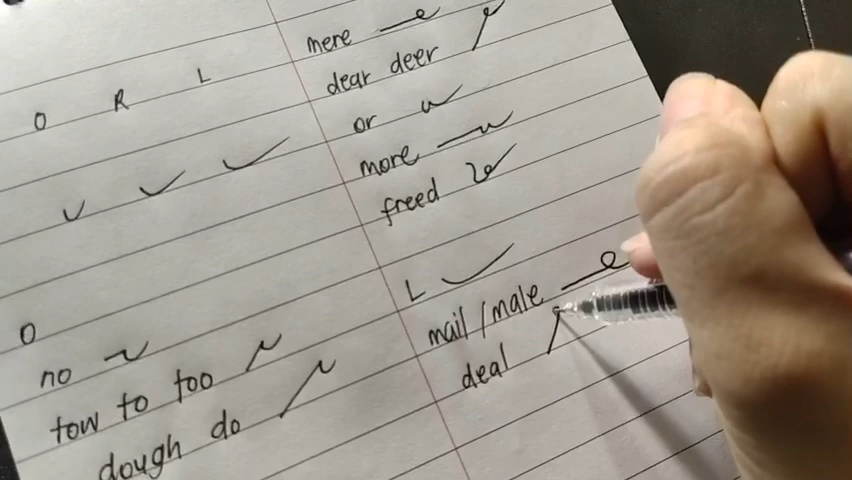 O R L
O
no
tow to too
dough do
mere
dear deer
or
more
freed
L
mail/male
deal